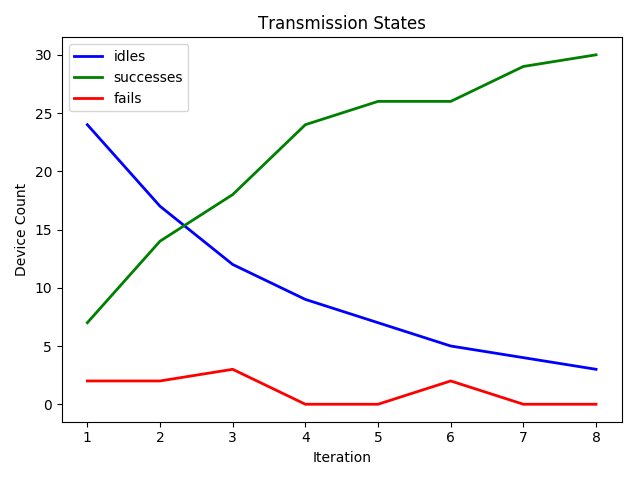 Transmission States
idles
successes
fails
Device Count
30
25
20
15
10
5
0
1 2 3 4 5 6 7 8
Iteration